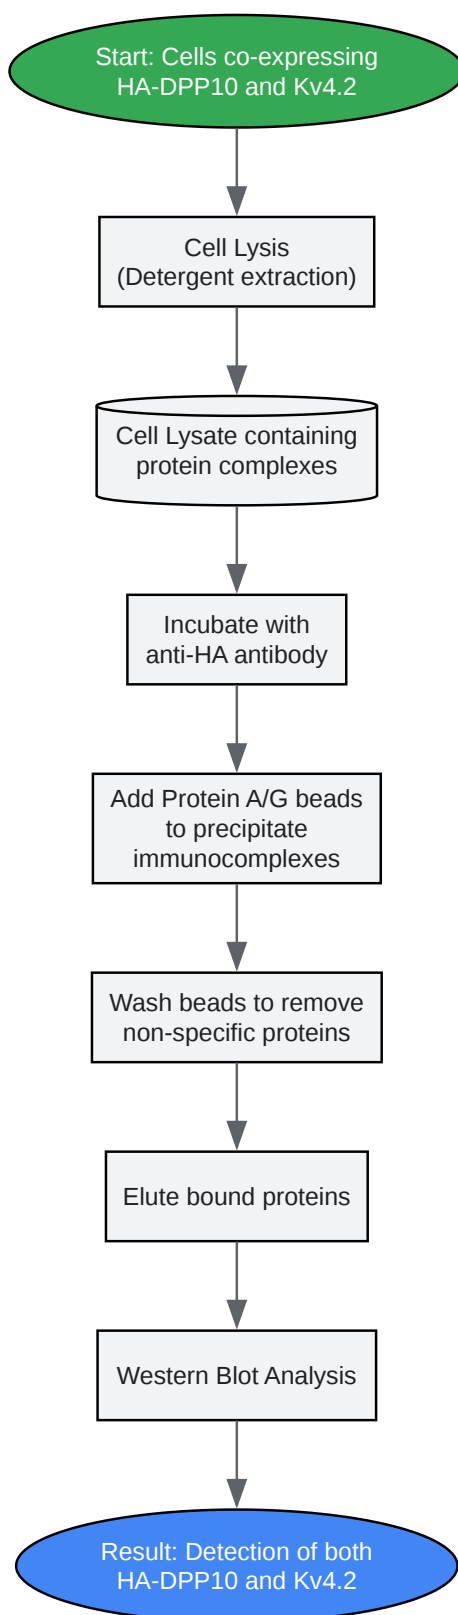 Start: Cells co-expressing
HA-DPP10 and Kv4.2
Cell Lysis
(Detergent extraction)
Cell Lysate containing
protein complexes
Incubate with
anti-HA antibody
Add Protein A/G beads
to precipitate
immunocomplexes
Wash beads to remove
non-specific proteins
Elute bound proteins
Western Blot Analysis
Result: Detection of both
HA-DPP10 and Kv4.2